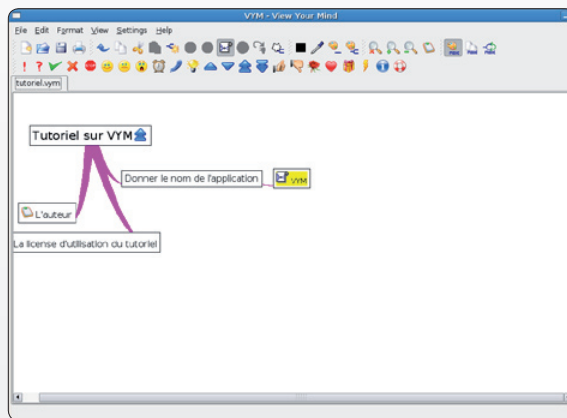 VYM - View Your Mind
File Edit Format View Settings Help
tutoriel.vym
Tutoriel sur VYM
Donner le nom de l'application
VYM
L'auteur
La license d'utilisation du tutoriel